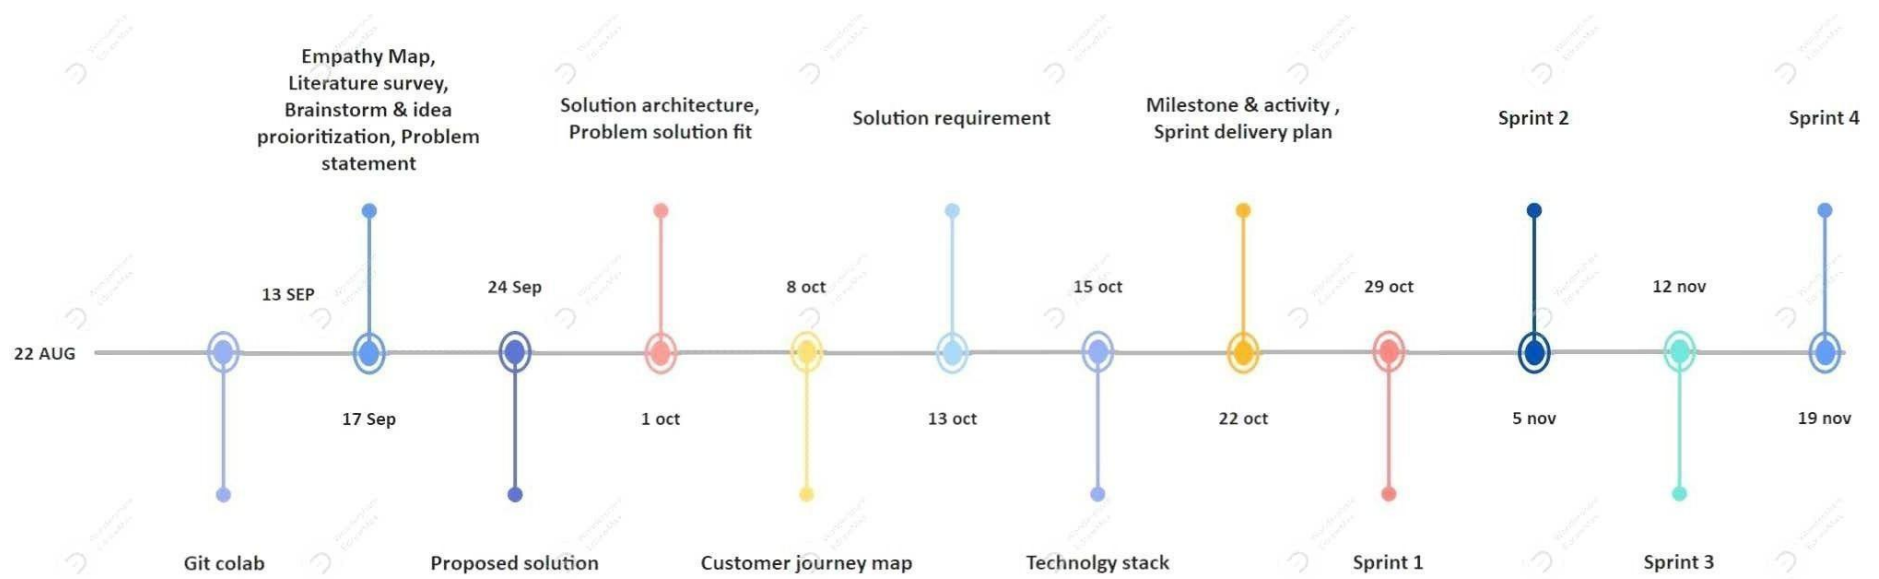 Empathy Map,
Literature survey,
Brainstorm & idea
proioritization, Problem
statement
Solution architecture,
Problem solution fit
Solution requirement
Milestone & activity ,
Sprint delivery plan
Sprint 2
Sprint 4
13 SEP
24 Sep
8 oct
15 oct
29 oct
12 nov
22 AUG
17 Sep
1 oct
13 oct
22 oct
5 nov
19 nov
Git colab
Proposed solution
Customer journey map
Technolgy stack
Sprint 1
Sprint 3